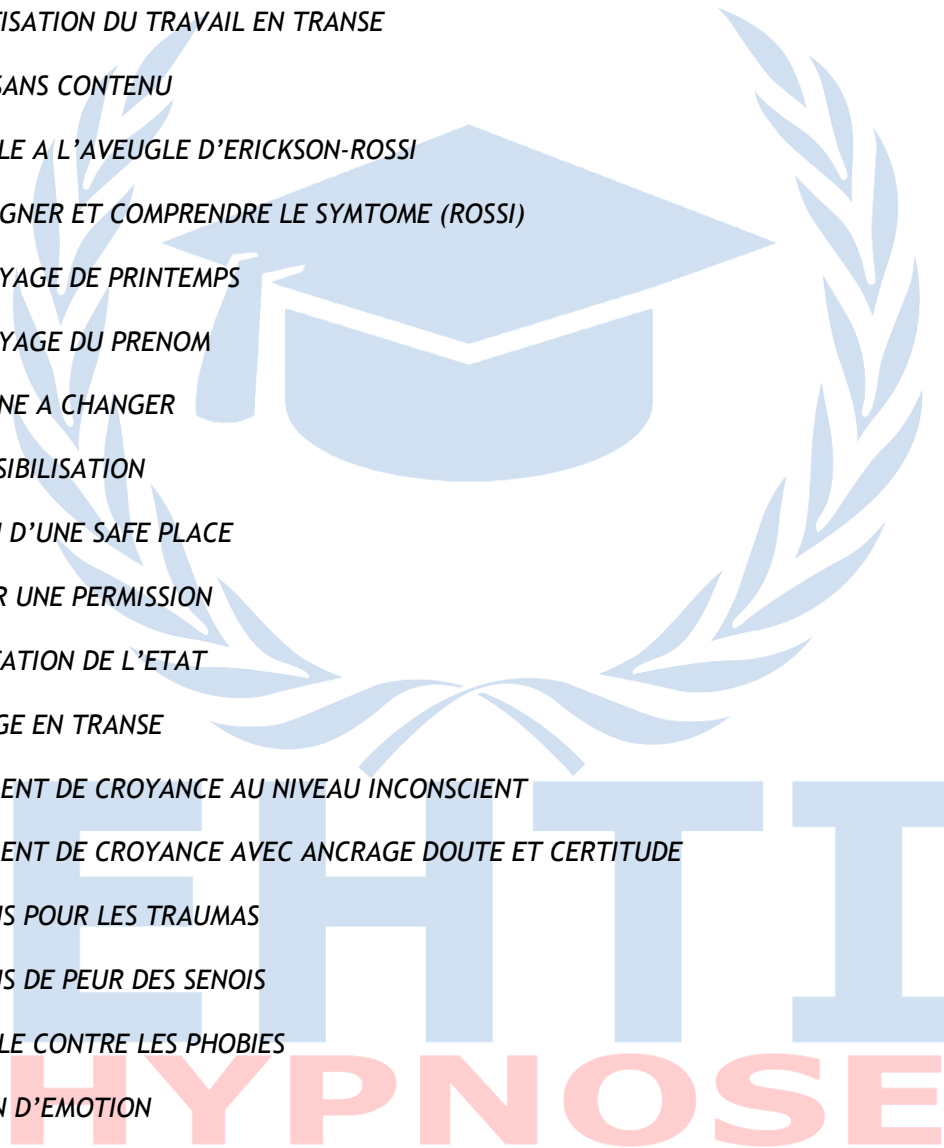 TISATION DU TRAVAIL EN TRANSE
SANS CONTENU
LE A L’AVEUGLE D’ERICKSON-ROSSI
GNER ET COMPRENDRE LE SYMTOME (ROSSI)
YAGE DE PRINTEMPS
YAGE DU PRENOM
NE A CHANGER
SIBILISATION
N D’UNE SAFE PLACE
R UNE PERMISSION
ATION DE L’ETAT
GE EN TRANSE
ENT DE CROYANCE AU NIVEAU INCONSCIENT
ENT DE CROYANCE AVEC ANCRAGE DOUTE ET CERTITUDE
NS POUR LES TRAUMAS
NS DE PEUR DES SENOIS
LE CONTRE LES PHOBIES
N D’EMOTION
EHTI
HYPNOSE